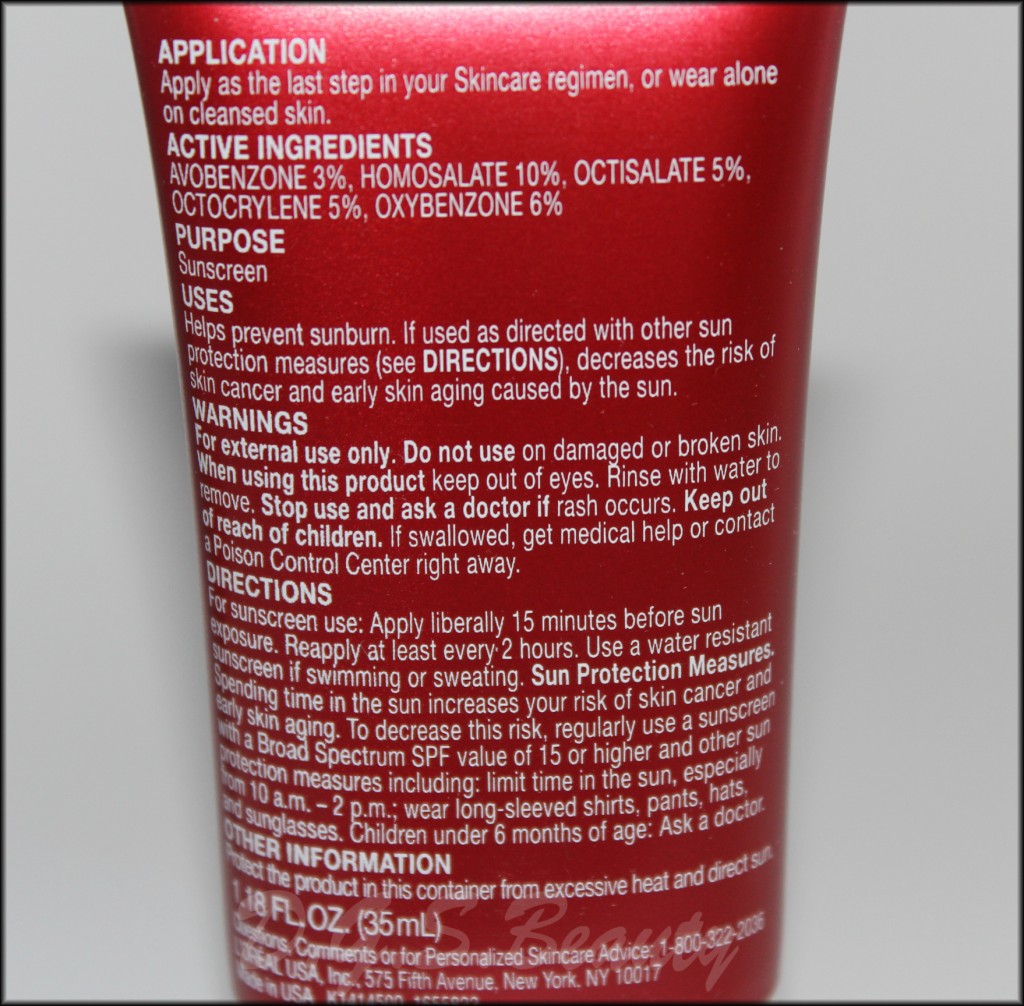 APPLICATION
Apply as the last step in your Skincare regimen, or wear alone
on cleansed skin.
ACTIVE INGREDIENTS
AVOBENZONE 3%, HOMOSALATE 10%, OCTISALATE 5%,
OCTOCRYLENE 5%, OXYBENZONE 6%
PURPOSE
Sunscreen
USES
Helps prevent sunburn. If used as directed with other sun
protection measures (see DIRECTIONS), decreases the risk of
skin cancer and early skin aging caused by the sun.
WARNINGS
For external use only. Do not use on damaged or broken skin.
When using this product keep out of eyes. Rinse with water to
remove. Stop use and ask a doctor if rash occurs. Keep out
of reach of children. If swallowed, get medical help or contact
a Poison Control Center right away.
DIRECTIONS
For sunscreen use: Apply liberally 15 minutes before sun
exposure. Reapply at least every 2 hours. Use a water resistant
sunscreen if swimming or sweating. Sun Protection Measures.
Spending time in the sun increases your risk of skin cancer and
early skin aging. To decrease this risk, regularly use a sunscreen
with a Broad Spectrum SPF value of 15 or higher and other sun
protection measures including: limit time in the sun, especially
from 10 a.m. – 2 p.m.; wear long-sleeved shirts, pants, hats,
and sunglasses. Children under 6 months of age: Ask a doctor.
OTHER INFORMATION
Protect the product in this container from excessive heat and direct sun.
1.18 FL.OZ. (35mL)
Questions, Comments or for Personalized Skincare Advice: 1-800-322-2036
L'ORÉAL USA, Inc., 575 Fifth Avenue, New York, NY 10017
Made in USA
S Beauty